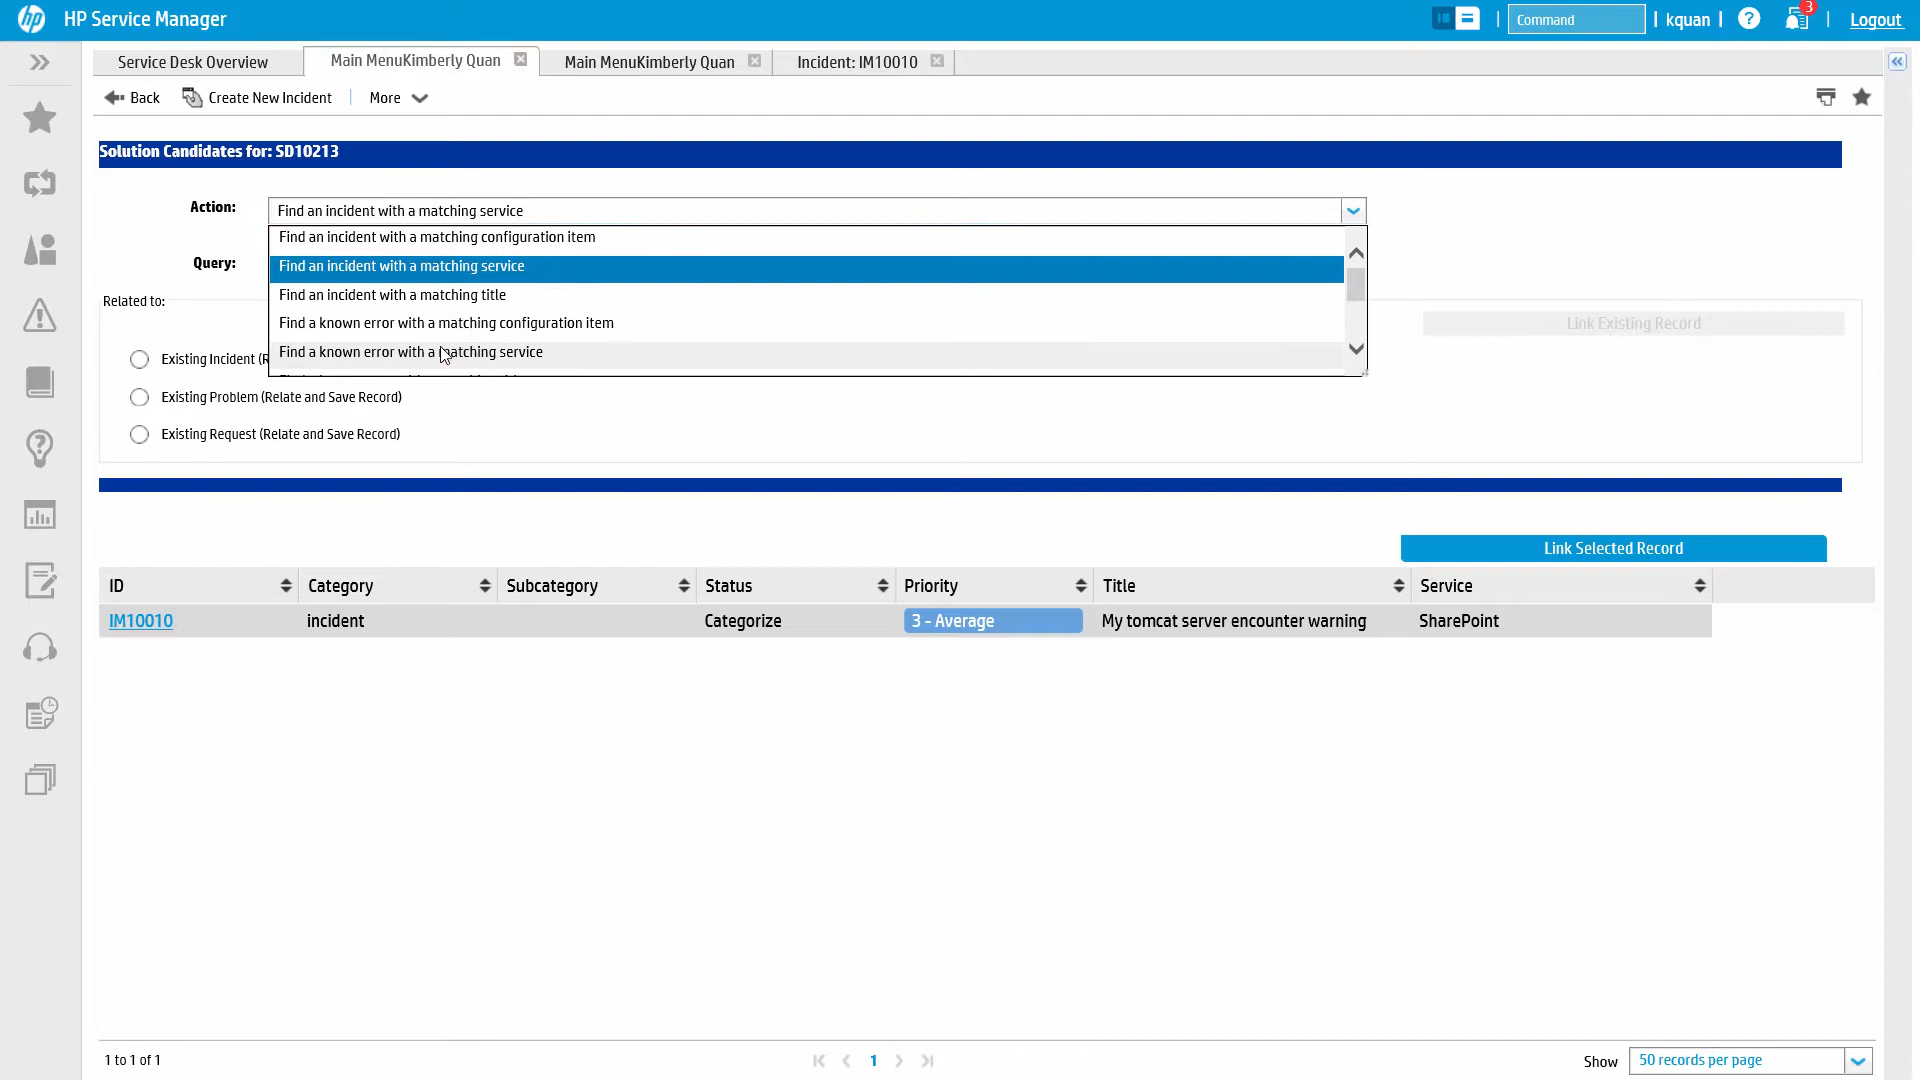 hp HP Service Manager Command kquan ? 3 Logout
Service Desk Overview Main MenuKimberly Quan Main MenuKimberly Quan Incident: IM10010
Back Create New Incident More
Solution Candidates for: SD10213
Action: Find an incident with a matching service
Find an incident with a matching configuration item
Query: Find an incident with a matching service
Find an incident with a matching title
Related to:
Find a known error with a matching configuration item Link Existing Record
Find a known error with a matching service
Existing Incident (R
Existing Problem (Relate and Save Record)
Existing Request (Relate and Save Record)
Link Selected Record
ID Category Subcategory Status Priority Title Service
IM10010 incident Categorize 3 - Average My tomcat server encounter warning SharePoint
1 to 1 of 1 1 Show 50 records per page